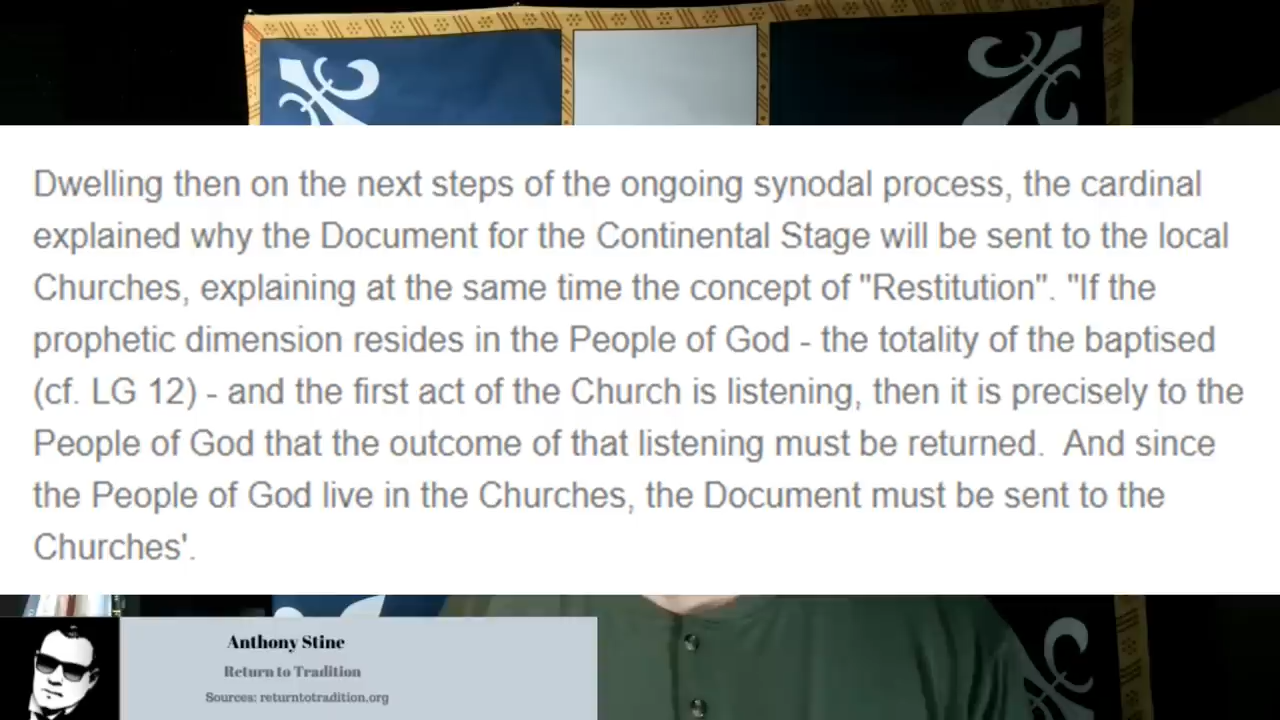 Dwelling then on the next steps of the ongoing synodal process, the cardinal
explained why the Document for the Continental Stage will be sent to the local
Churches, explaining at the same time the concept of "Restitution". "If the
prophetic dimension resides in the People of God - the totality of the baptised
(cf. LG 12) - and the first act of the Church is listening, then it is precisely to the
People of God that the outcome of that listening must be returned.  And since
the People of God live in the Churches, the Document must be sent to the
Churches'.
Anthony Stine
Return to Tradition
Sources: returntotradition.org